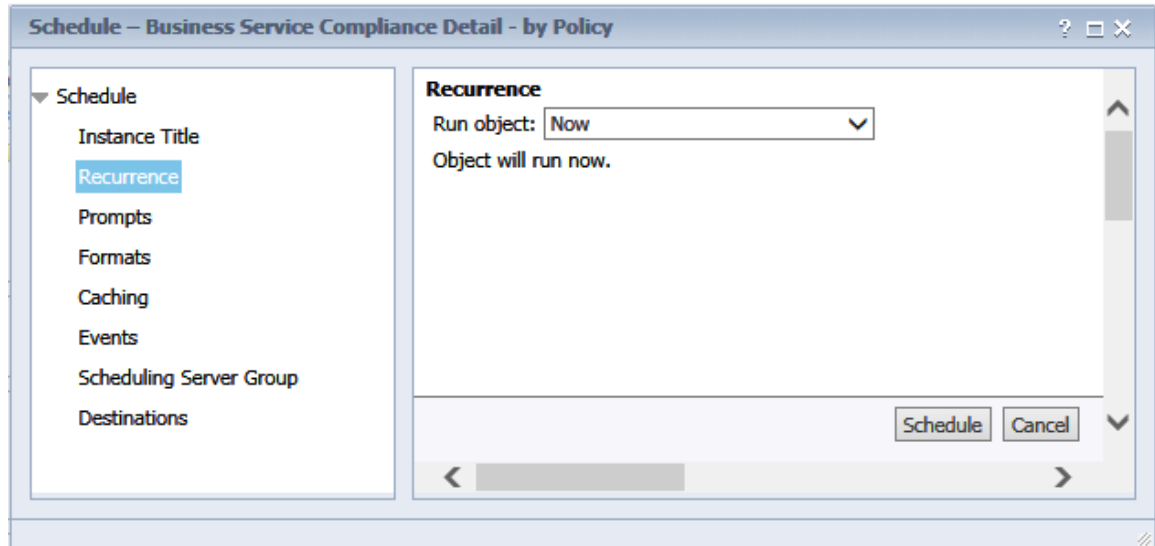 Schedule – Business Service Compliance Detail - by Policy ?
Schedule
Instance Title
Recurrence
Prompts
Formats
Caching
Events
Scheduling Server Group
Destinations
Recurrence
Run object: Now
Object will run now.
Schedule Cancel